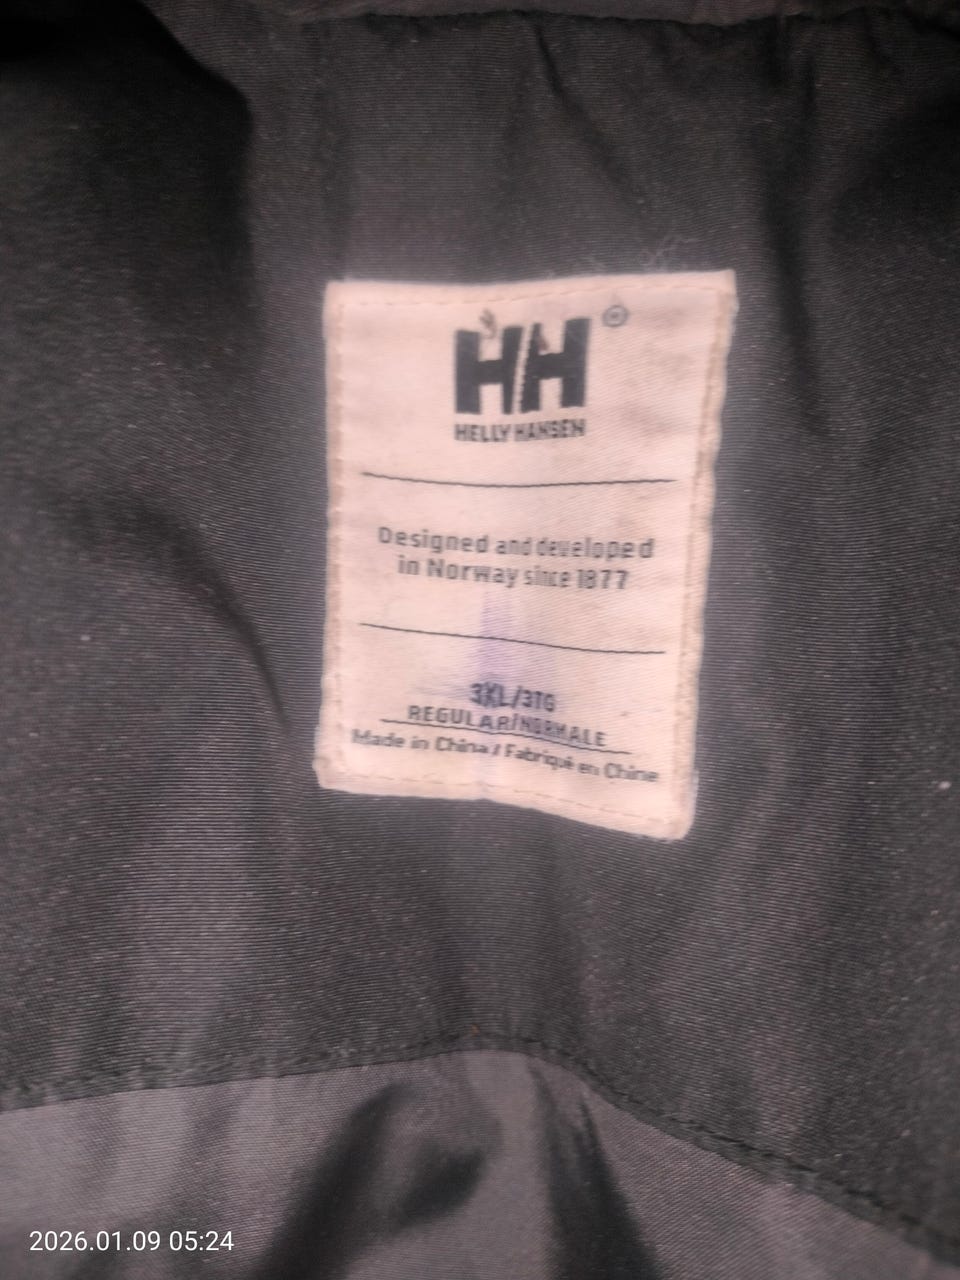 HH ®
HELLY HANSEN
Designed and developed
in Norway since 1877
3XL/3TG
REGULAR/NORMALE
Made in China / Fabriqué en Chine
2026.01.09 05:24